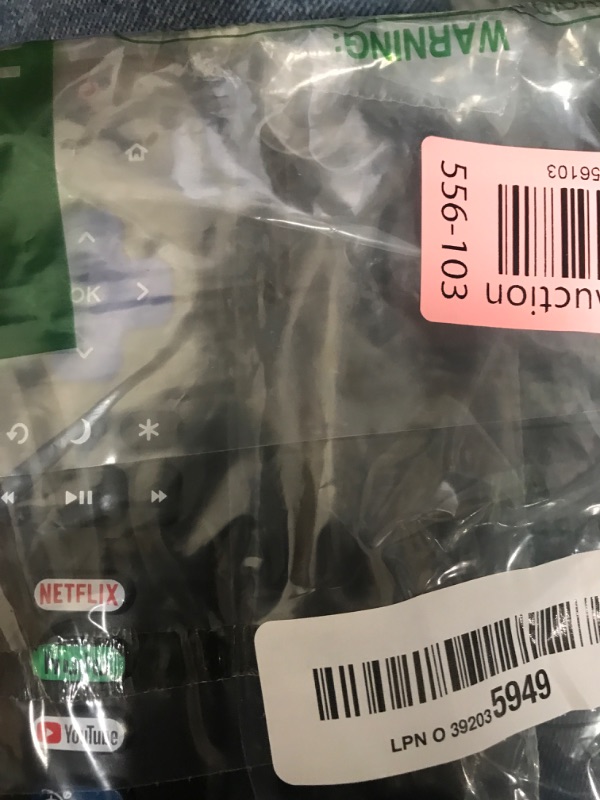 WARNING:
56103
556-103
uction
OK
NETFLIX
YouTube
LPN O 392035949